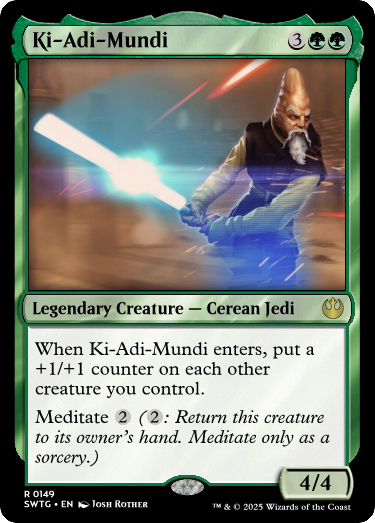 Ki-Adi-Mundi 3
Legendary Creature — Cerean Jedi
When Ki-Adi-Mundi enters, put a
+1/+1 counter on each other
creature you control.
Meditate 2 (2: Return this creature
to its owner's hand. Meditate only as a
sorcery.)
4/4
R 0149
SWTG • EN Josh Rother
™ & © 2025 Wizards of the Coast